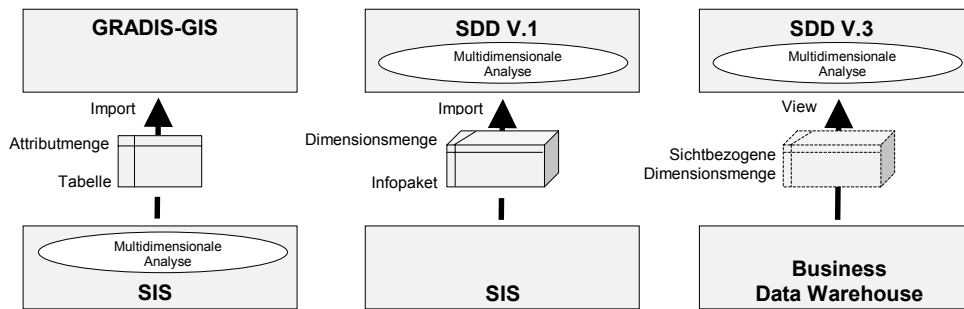 GRADIS-GIS
Import
Attributmenge
Tabelle
Multidimensionale
Analyse
SIS
SDD V.1
Multidimensionale
Analyse
Import
Dimensionsmenge
Infopaket
SIS
SDD V.3
Multidimensionale
Analyse
View
Sichtbezogene
Dimensionsmenge
Business
Data Warehouse